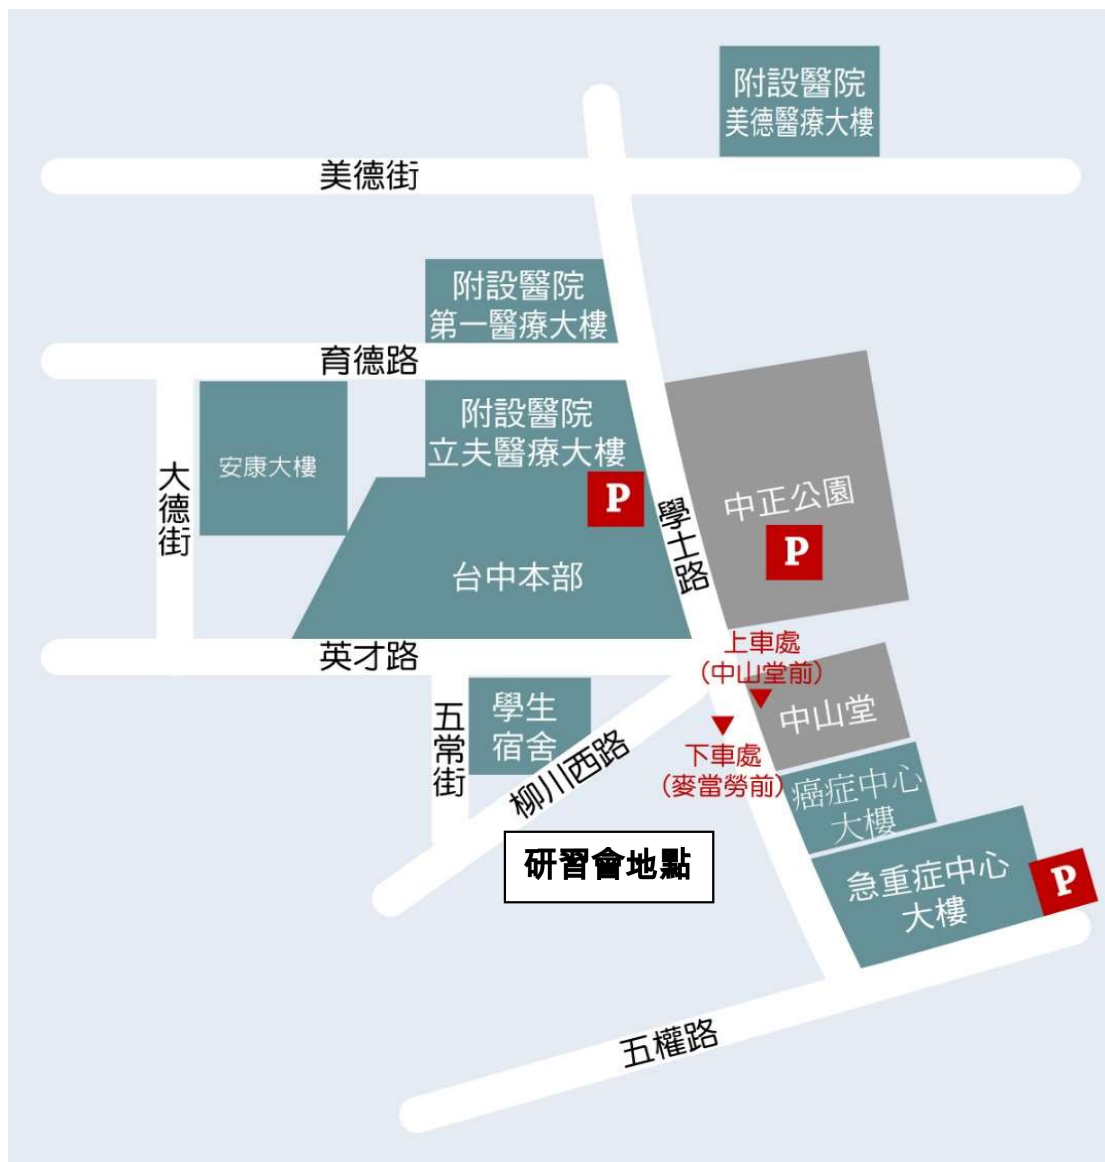 附設醫院
美德醫療大樓
美德街
附設醫院
第一醫療大樓
育德路
附設醫院
立夫醫療大樓
安康大樓
大德街
P
學士路
中正公園
P
台中本部
英才路
上車處
(中山堂前)
中山堂
五常街
學生
宿舍
柳川西路
下車處
(麥當勞前)
癌症中心
大樓
研習會地點
急重症中心
大樓
P
五權路